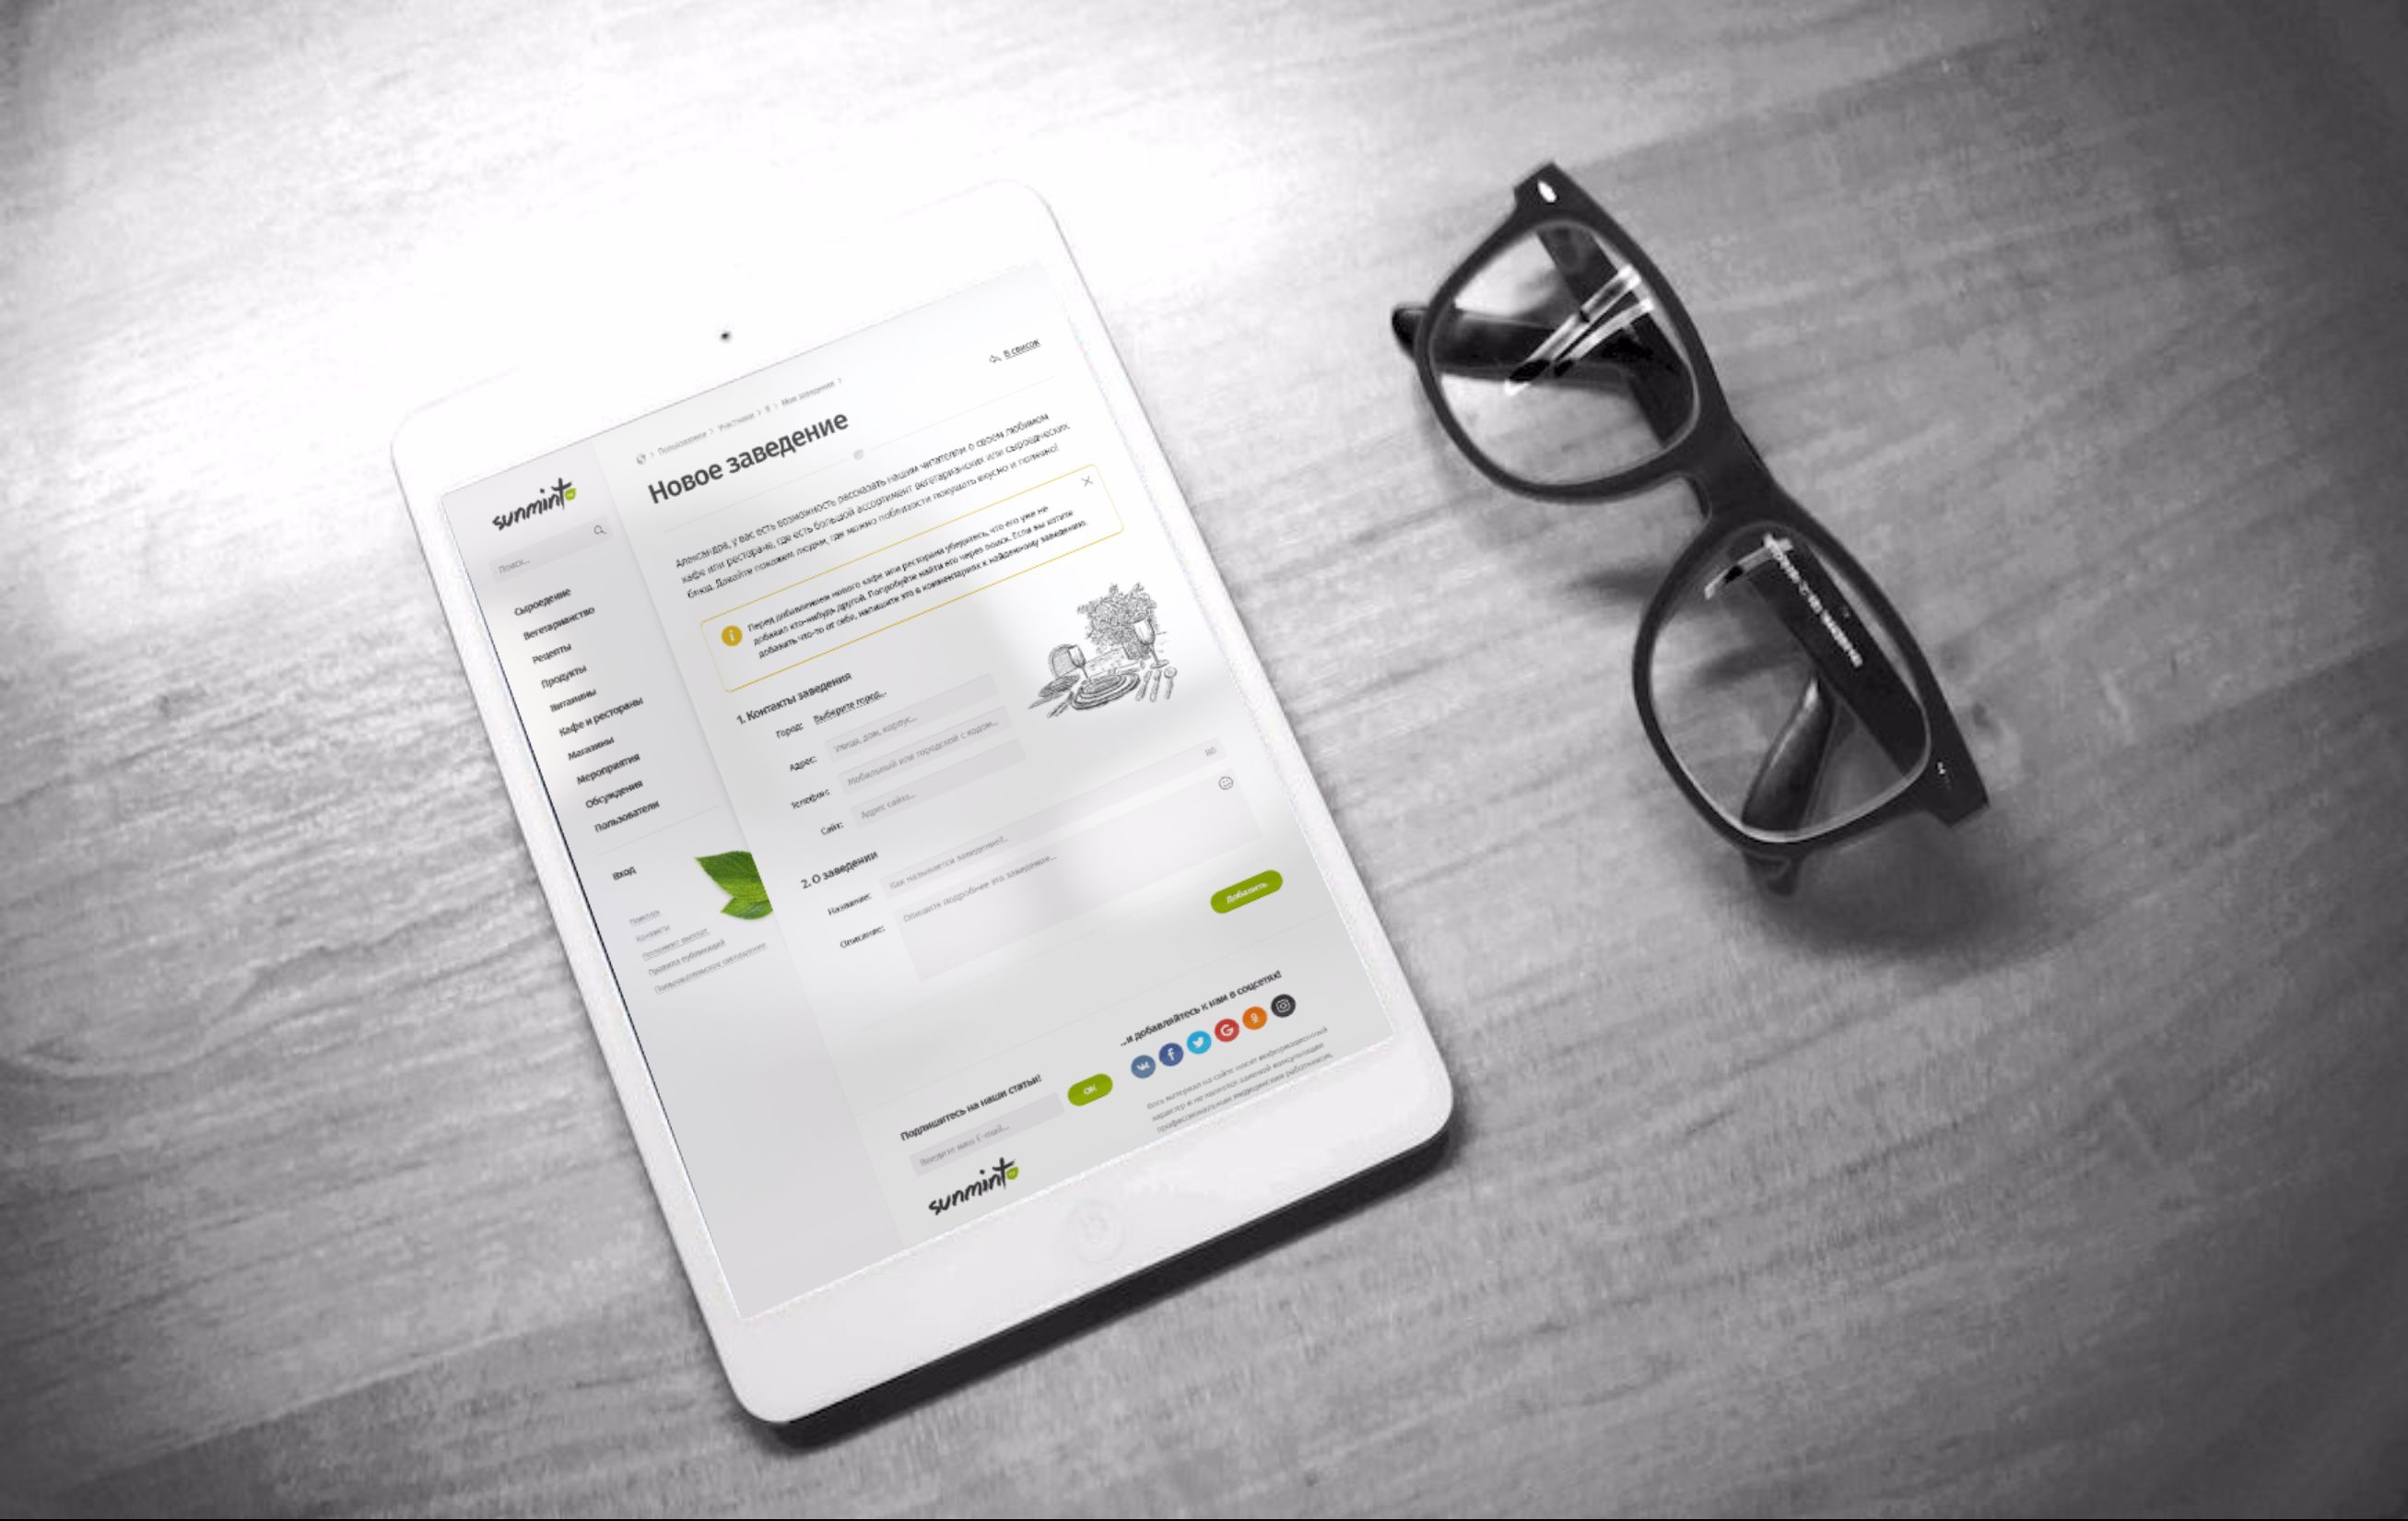 В список
Пользователи > Участники > Я > Мои заведения >
Новое заведение
sunmint
Поиск...
Александра, у вас есть возможность рассказать нашим читателям о своем любимом
кафе или ресторане, где есть большой ассортимент вегетарианских или сыроедческих
блюд. Давайте покажем людям, где можно поблизости покушать вкусно и полезно!
Перед добавлением нового кафе или ресторана убедитесь, что его уже не
добавил кто-нибудь другой. Попробуйте найти его через поиск. Если вы хотите
добавить что-то от себя, напишите это в комментариях к найденному заведению.
Сыроедение
Вегетарианство
Рецепты
Продукты
Витамины
Кафе и рестораны
Магазины
Мероприятия
Обсуждения
Пользователи
Вход
Помощь
Контакты
Регламент выплат
Правила публикаций
Пользовательское соглашение
1. Контакты заведения
Город: Выберите город...
Адрес: Улица, дом, корпус...
Телефон: Мобильный или городской с кодом...
Сайт: Адрес сайта...
2. О заведении
Название: Как называется заведение?..
80
Описание: Опишите подробнее это заведение...
Добавить
Подпишитесь на наши статьи!
Введите ваш E-mail...
ОК
...и добавляйтесь к нам в соцсетях!
Весь материал на сайте носит информационный
характер и не является заменой консультации
профессиональным медицинским работником.
sunmint